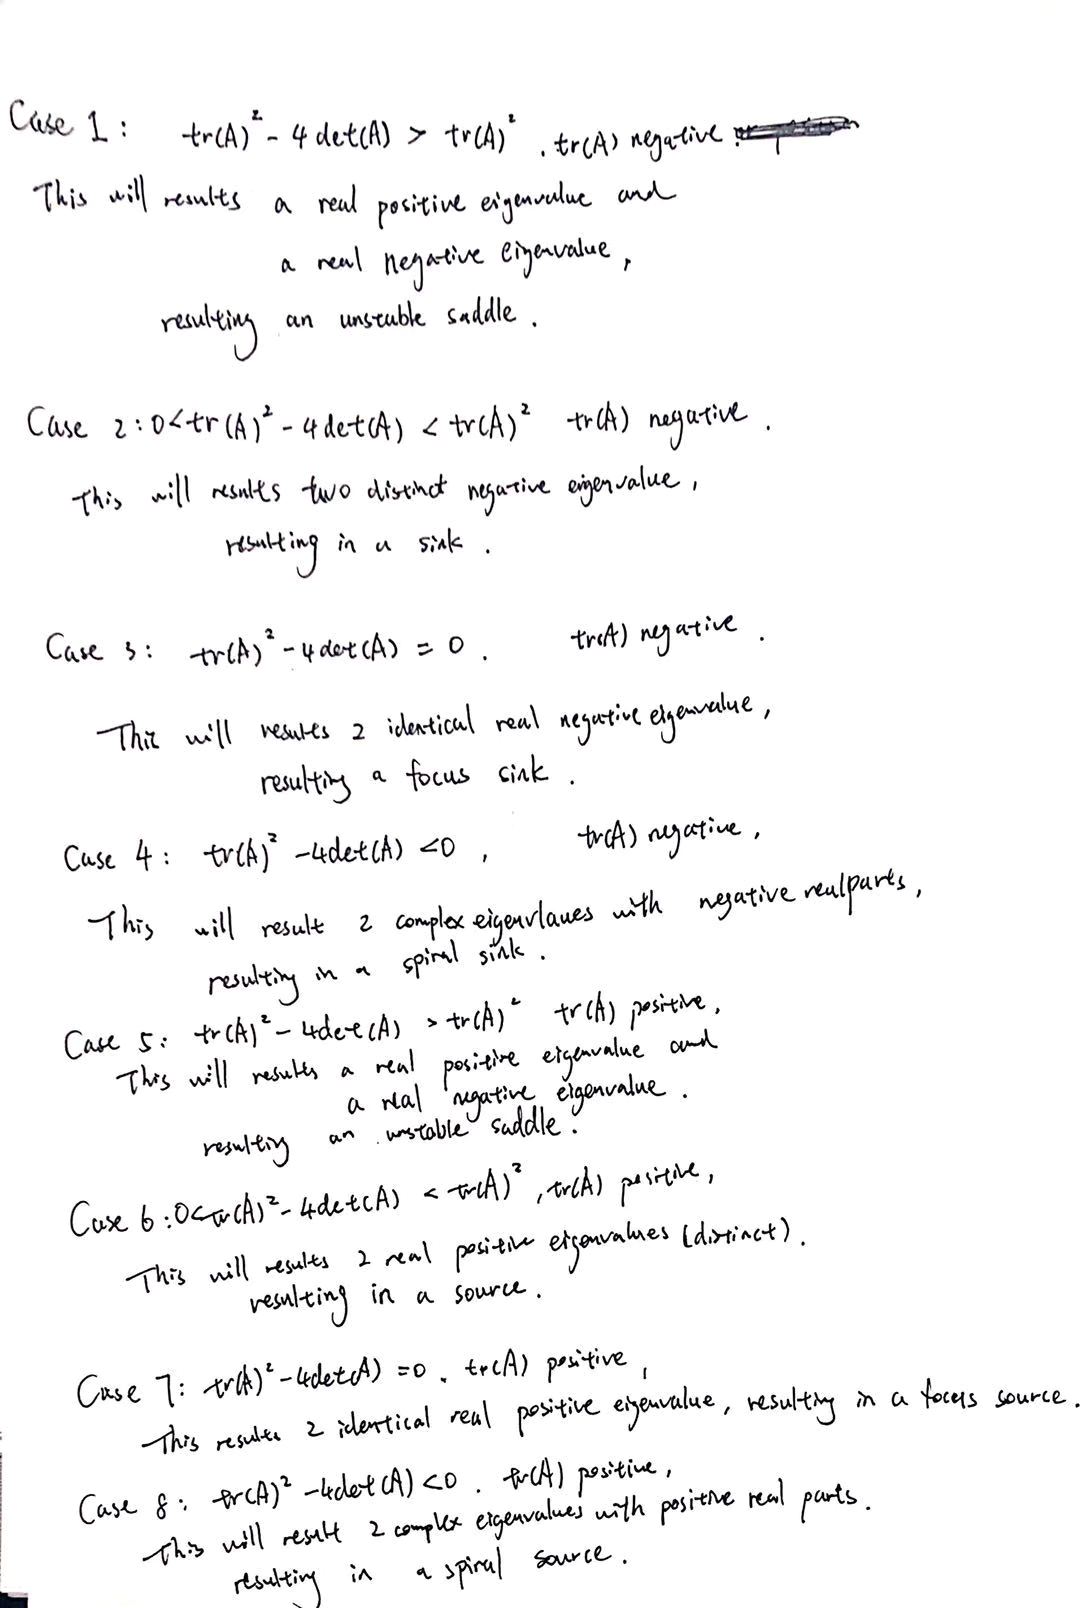 Case 1: tr(A)² - 4 det(A) > tr(A)². tr(A) negative.
This will results a real positive eigenvalue and
a real negative eigenvalue,
resulting an unstable saddle.
Case 2: 0<tr(A)² - 4det(A) < tr(A)² tr(A) negative.
This will results two distinct negative eigenvalue,
resulting in a sink.
Case 3: tr(A)² - 4det(A) = 0. tr(A) negative.
This will results 2 identical real negative eigenvalue,
resulting a focus sink.
Case 4: tr(A)² - 4det(A) <0, tr(A) negative,
This will result 2 complex eigenvlaues with negative real parts,
resulting in a spiral sink.
Case 5: tr(A)² - 4det(A) > tr(A)² tr(A) positive,
This will results a real positive eigenvalue and
a real negative eigenvalue.
resulting an unstable saddle.
Case 6: 0<tr(A)² - 4det(A) < tr(A)², tr(A) positive,
This will results 2 real positive eigenvalues (distinct).
resulting in a source.
Case 7: tr(A)² - 4det(A) = 0. tr(A) positive,
This results 2 identical real positive eigenvalue, resulting in a focus source.
Case 8: tr(A)² - 4det(A) <0. tr(A) positive,
This will result 2 complex eigenvalues with positive real parts.
resulting in a spiral source.